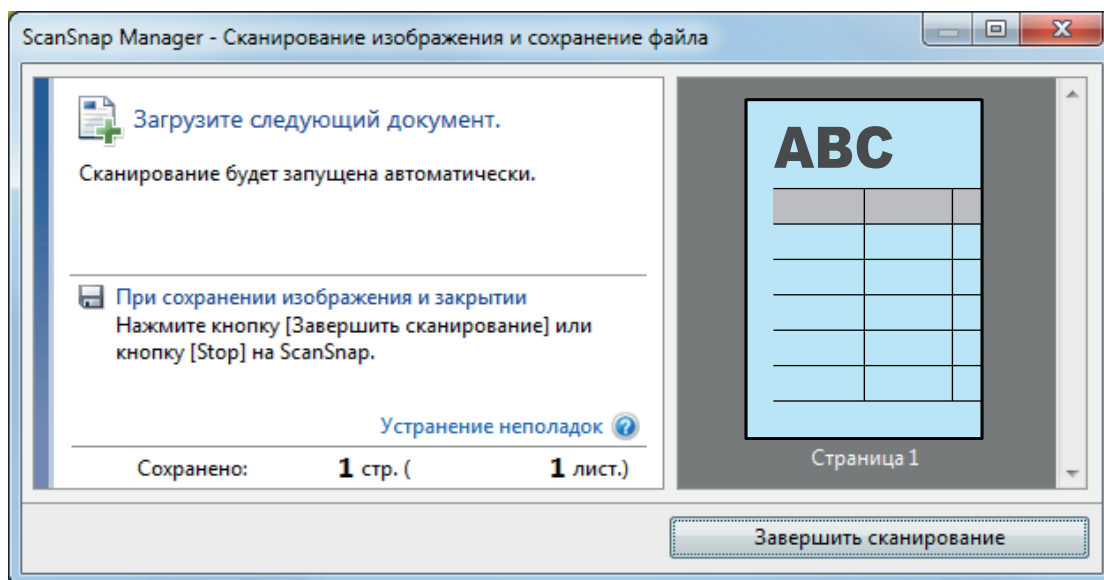 ScanSnap Manager - Сканирование изображения и сохранение файла
Загрузите следующий документ.
Сканирование будет запущена автоматически.
При сохранении изображения и закрытии
Нажмите кнопку [Завершить сканирование] или
кнопку [Stop] на ScanSnap.
Устранение неполадок
Сохранено: 1 стр. ( 1 лист.)
ABC
Страница 1
Завершить сканирование